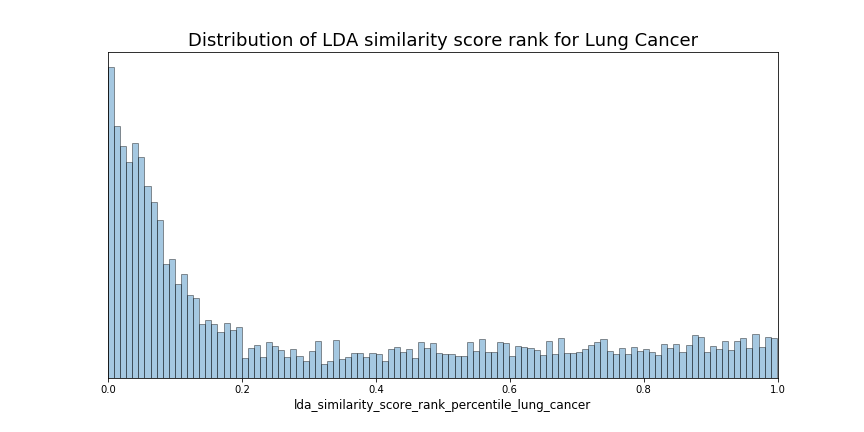 Distribution of LDA similarity score rank for Lung Cancer
0.0 0.2 0.4 0.6 0.8 1.0
lda_similarity_score_rank_percentile_lung_cancer